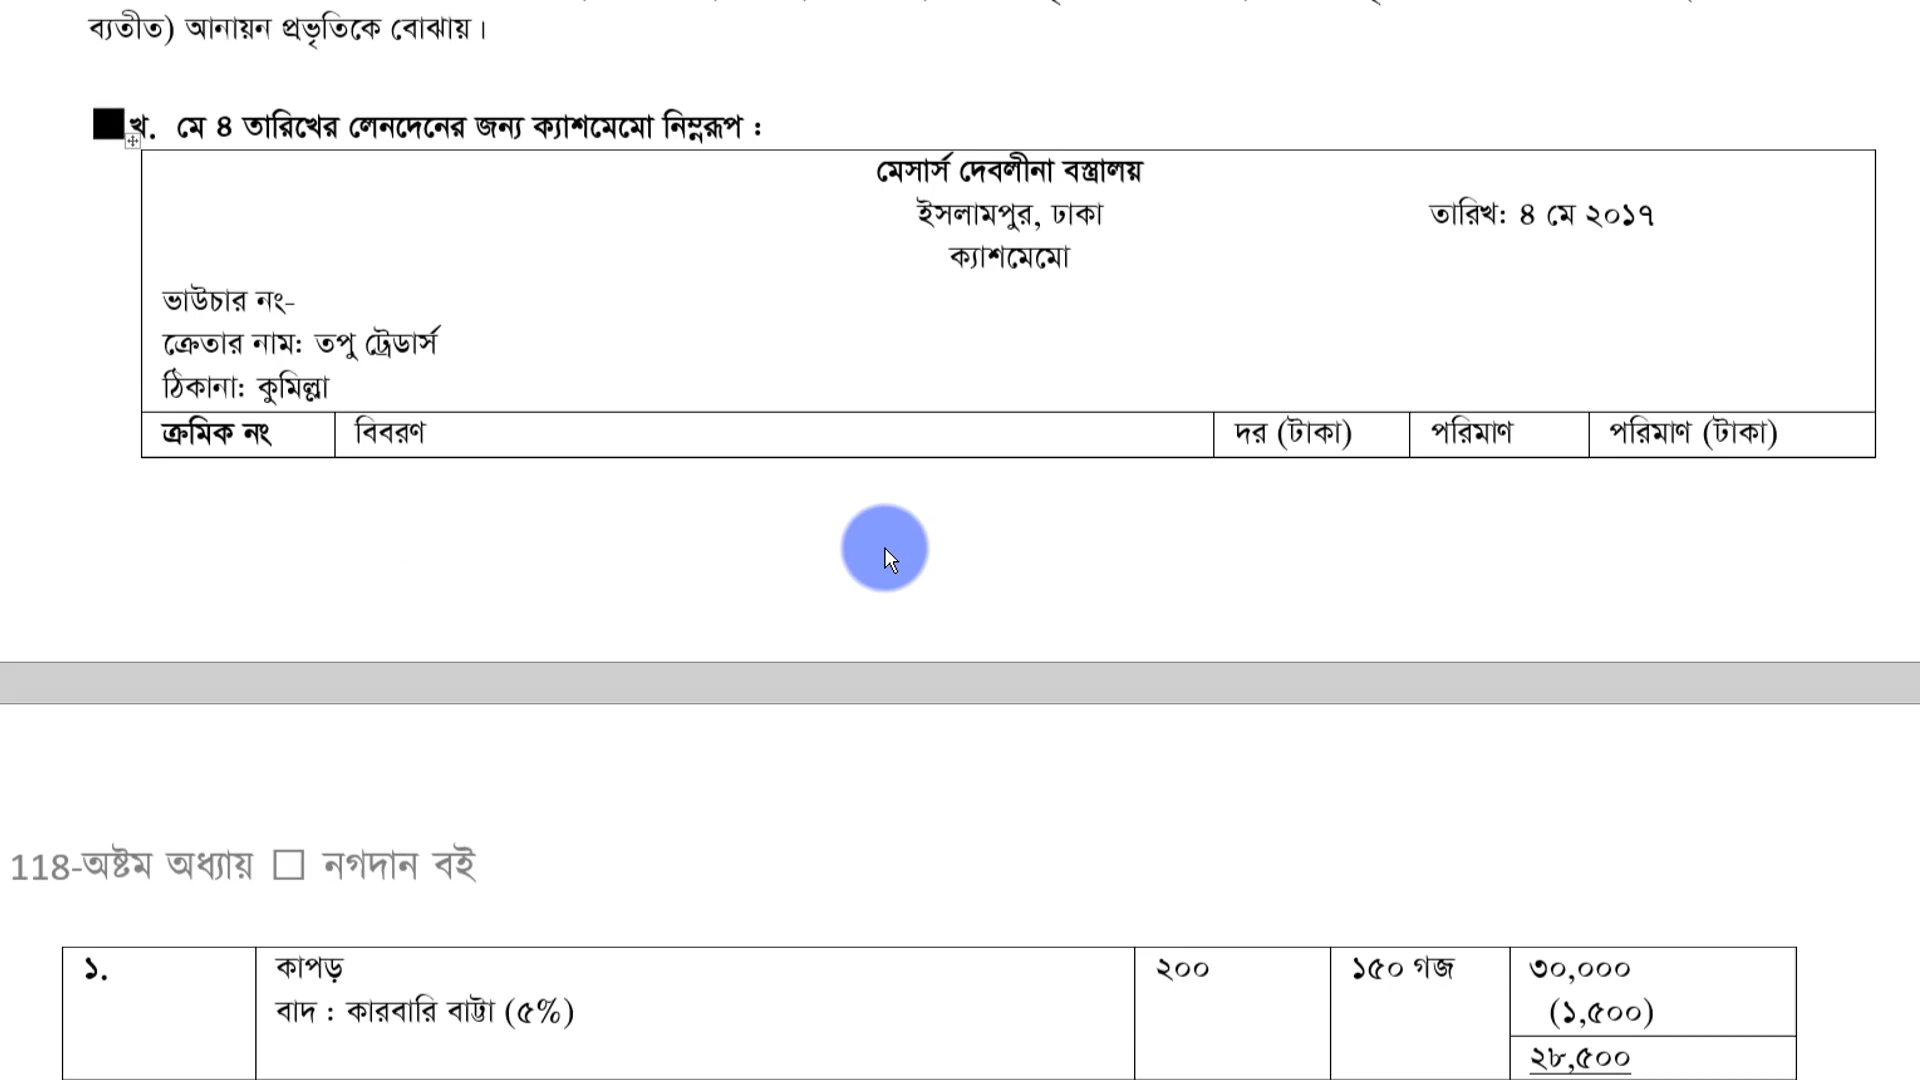 ব্যতীত) আনায়ন প্রভৃতিকে বোঝায়।
খ. মে ৪ তারিখের লেনদেনের জন্য ক্যাশমেমো নিম্নরূপ :
মেসার্স দেবলীনা বস্ত্রালয়
ইসলামপুর, ঢাকা তারিখ: ৪ মে ২০১৭
ক্যাশমেমো
ভাউচার নং-
ক্রেতার নাম: তপু ট্রেডার্স
ঠিকানা: কুমিল্লা
ক্রমিক নং বিবরণ দর (টাকা) পরিমাণ পরিমাণ (টাকা)
118-অষ্টম অধ্যায় □ নগদান বই
১. কাপড় ২০০ ১৫০ গজ ৩০,০০০
বাদ : কারবারি বাট্টা (৫%) (১,৫০০)
২৮,৫০০